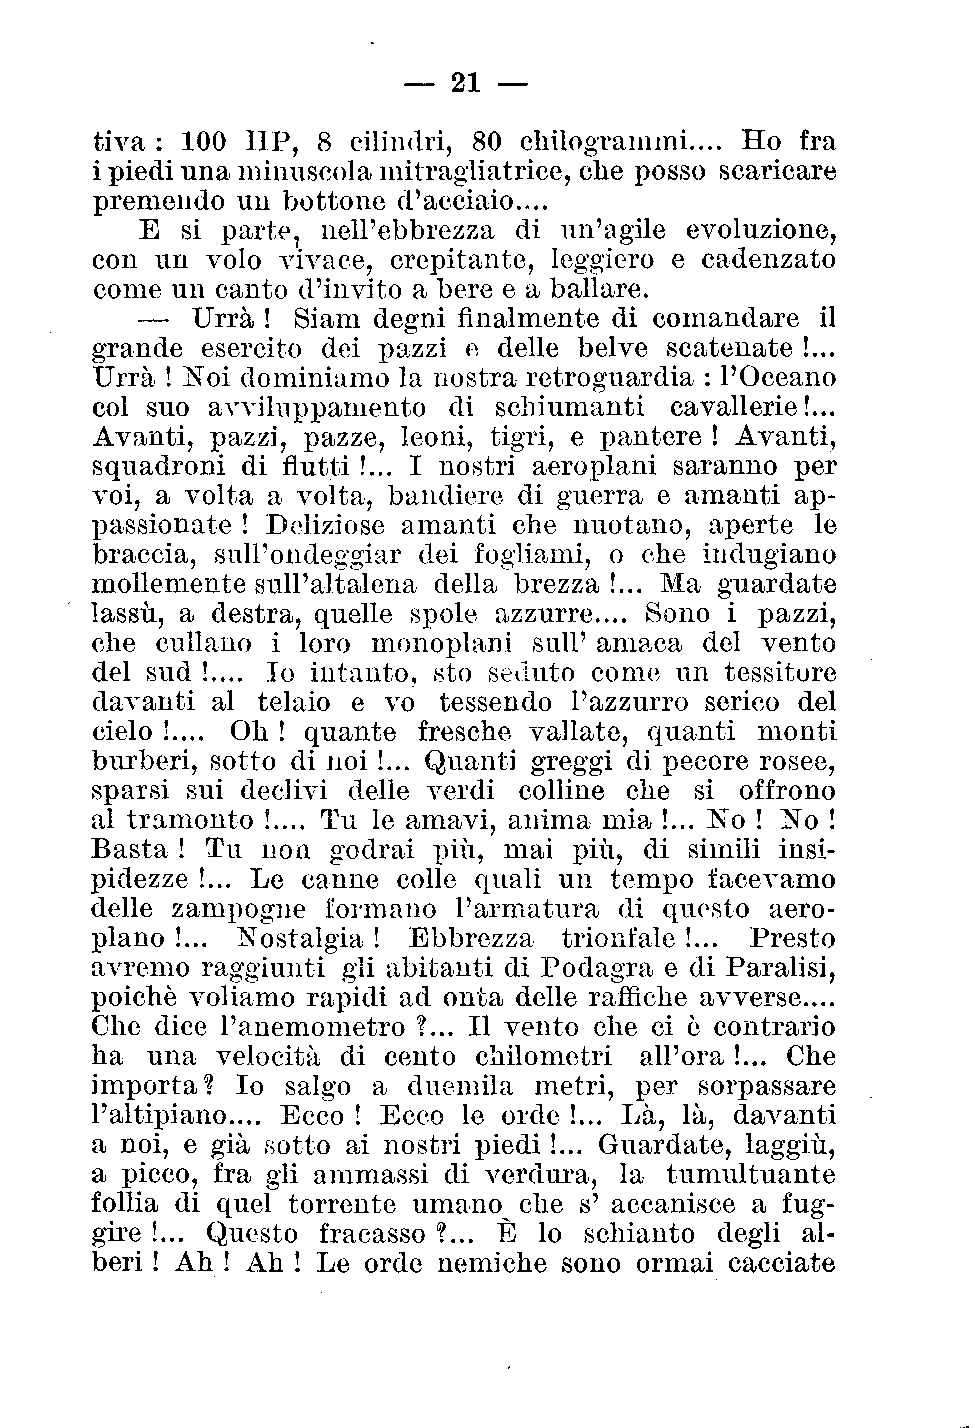 — 21 —
tiva : 100 HP, 8 cilindri, 80 chilogrammi.... Ho fra
i piedi una minuscola mitragliatrice, che posso scaricare
premendo un bottone d'acciaio....
E si parte, nell'ebbrezza di un'agile evoluzione,
con un volo vivace, crepitante, leggiero e cadenzato
come un canto d'invito a bere e a ballare.
— Urrà ! Siam degni finalmente di comandare il
grande esercito dei pazzi e delle belve scatenate !...
Urrà ! Noi dominiamo la nostra retroguardia : l'Oceano
col suo avviluppamento di schiumanti cavallerie!...
Avanti, pazzi, pazze, leoni, tigri, e pantere ! Avanti,
squadroni di flutti !... I nostri aeroplani saranno per
voi, a volta a volta, bandiere di guerra e amanti ap-
passionate ! Deliziose amanti che nuotano, aperte le
braccia, sull'ondeggiar dei fogliami, o che indugiano
mollemente sull'altalena della brezza !... Ma guardate
lassù, a destra, quelle spole azzurre.... Sono i pazzi,
che cullano i loro monoplani sull' amaca del vento
del sud !.... Io intanto, sto seduto come un tessitore
davanti al telaio e vo tessendo l'azzurro serico del
cielo !.... Oh ! quante fresche vallate, quanti monti
burberi, sotto di noi !... Quanti greggi di pecore rosee,
sparsi sui declivi delle verdi colline che si offrono
al tramonto !.... Tu le amavi, anima mia !... No ! No !
Basta ! Tu non godrai più, mai più, di simili insi-
pidezze !... Le canne colle quali un tempo facevamo
delle zampogne formano l'armatura di questo aero-
plano !... Nostalgia ! Ebbrezza trionfale !... Presto
avremo raggiunti gli abitanti di Podagra e di Paralisi,
poichè voliamo rapidi ad onta delle raffiche avverse....
Che dice l'anemometro ?... Il vento che ci è contrario
ha una velocità di cento chilometri all'ora !... Che
importa? Io salgo a duemila metri, per sorpassare
l'altipiano.... Ecco ! Ecco le orde !... Là, là, davanti
a noi, e già sotto ai nostri piedi !... Guardate, laggiù,
a picco, fra gli ammassi di verdura, la tumultuante
follia di quel torrente umano che s' accanisce a fug-
gire !... Questo fracasso ?... È lo schianto degli al-
beri ! Ah ! Ah ! Le orde nemiche sono ormai cacciate